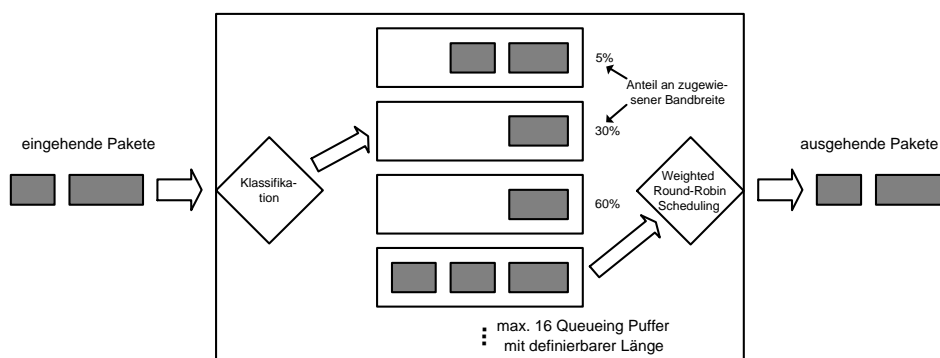 eingehende Pakete
Klassifika-
tion
5%
Anteil an zugewie-
sener Bandbreite
30%
60%
Weighted
Round-Robin
Scheduling
ausgehende Pakete
max. 16 Queueing Puffer
mit definierbarer Länge